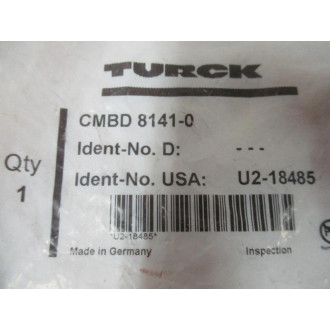 TURCK
CMBD 8141-0
Ident-No. D: ---
Qty
1
Ident-No. USA: U2-18485
*U2-18485*
Made in Germany
Inspection